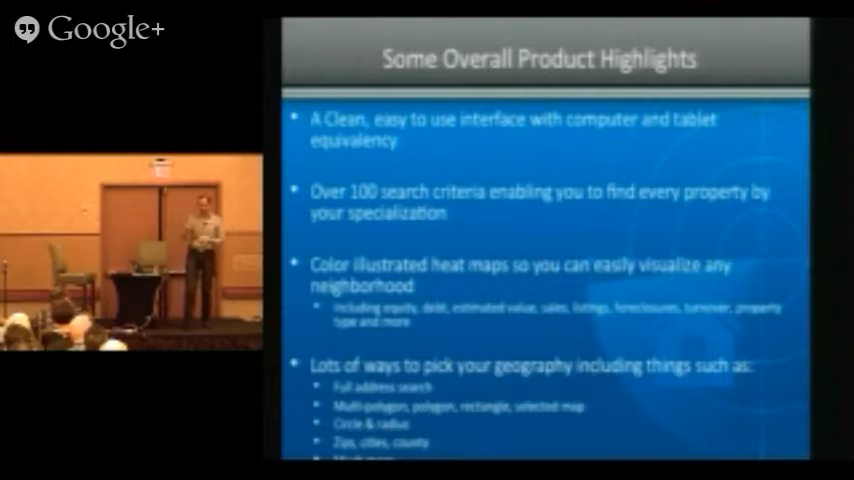 Google+
Some Overall Product Highlights
• A Clean, easy to use interface with computer and tablet
equivalency
• Over 100 search criteria enabling you to find every property by
your specialization
• Color illustrated heat maps so you can easily visualize any
neighborhood
• Including equity, debt, estimated value, sales, listings, foreclosures, turnover, property
type and more
• Lots of ways to pick your geography including things such as:
• Full address search
• Multi-polygon, polygon, rectangle, selected map
• Circle & radius
• Zips, cities, county